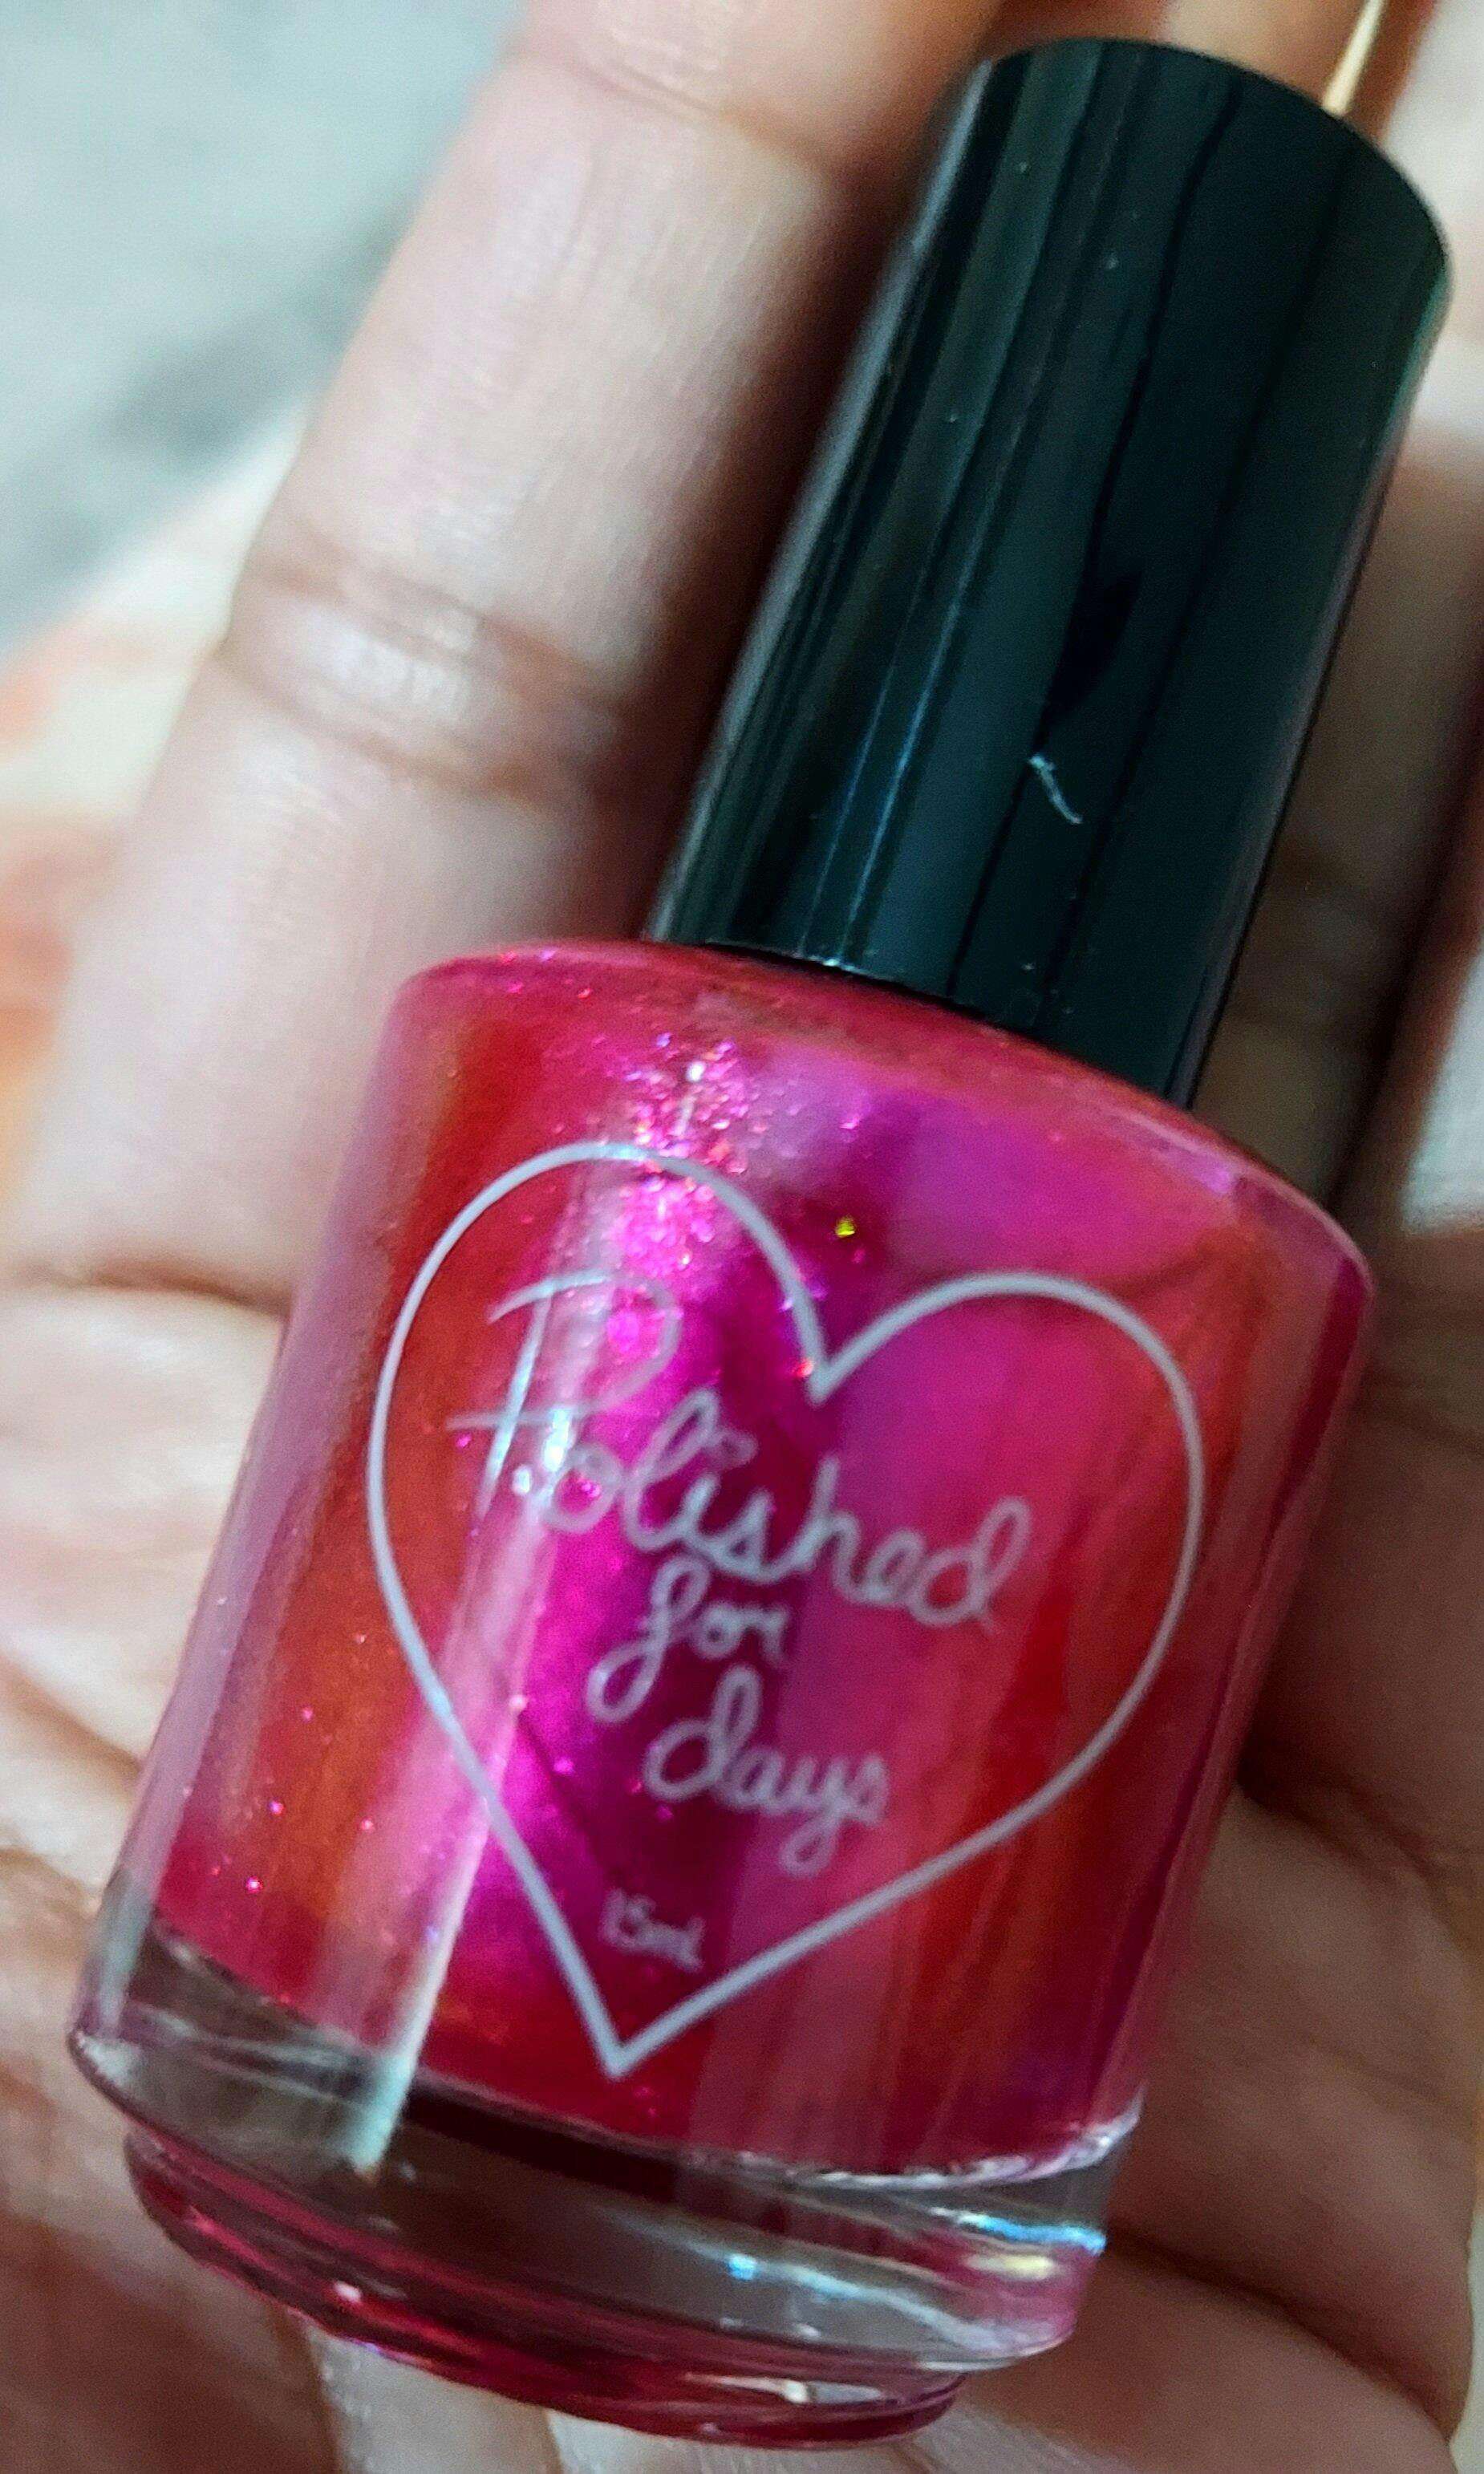 Polished
for
days
15mL